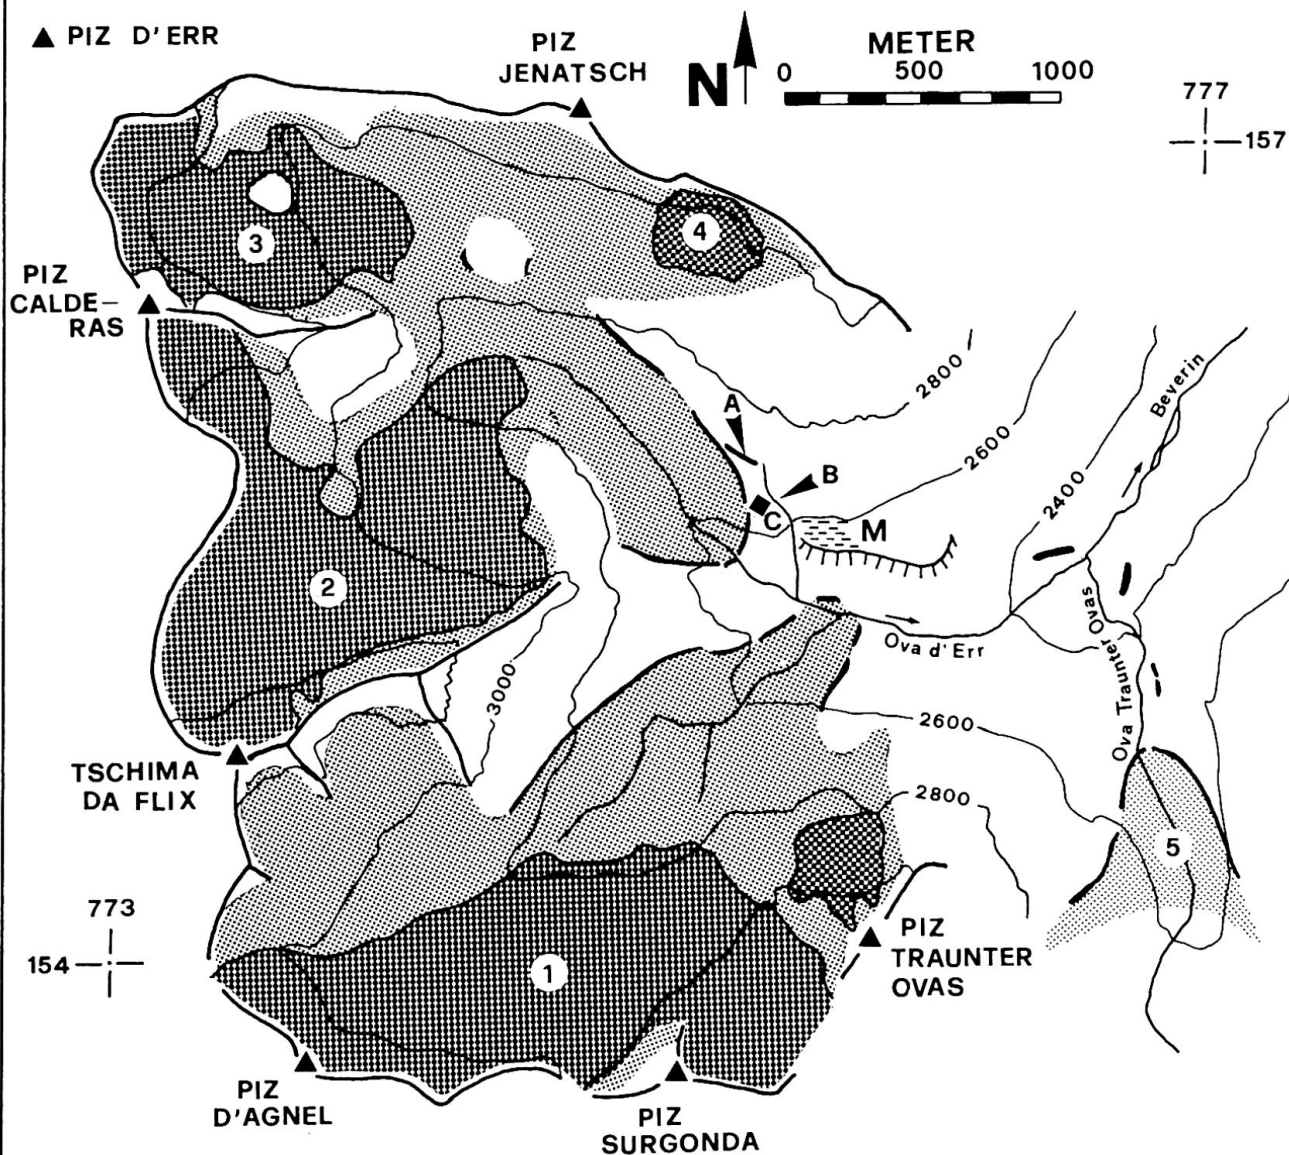 PIZ D'ERR
PIZ
JENATSCH
METER
0 500 1000
N
777
157
3
4
PIZ
CALDE-
RAS
2800
A
Beverin
2600
B
2400
C
M
2
Ova d'Err
Ova Traunter Ovas
3000
2600
TSCHIMA
DA FLIX
2800
5
773
154
1
PIZ
TRAUNTER
OVAS
PIZ
D'AGNEL
PIZ
SURGONDA